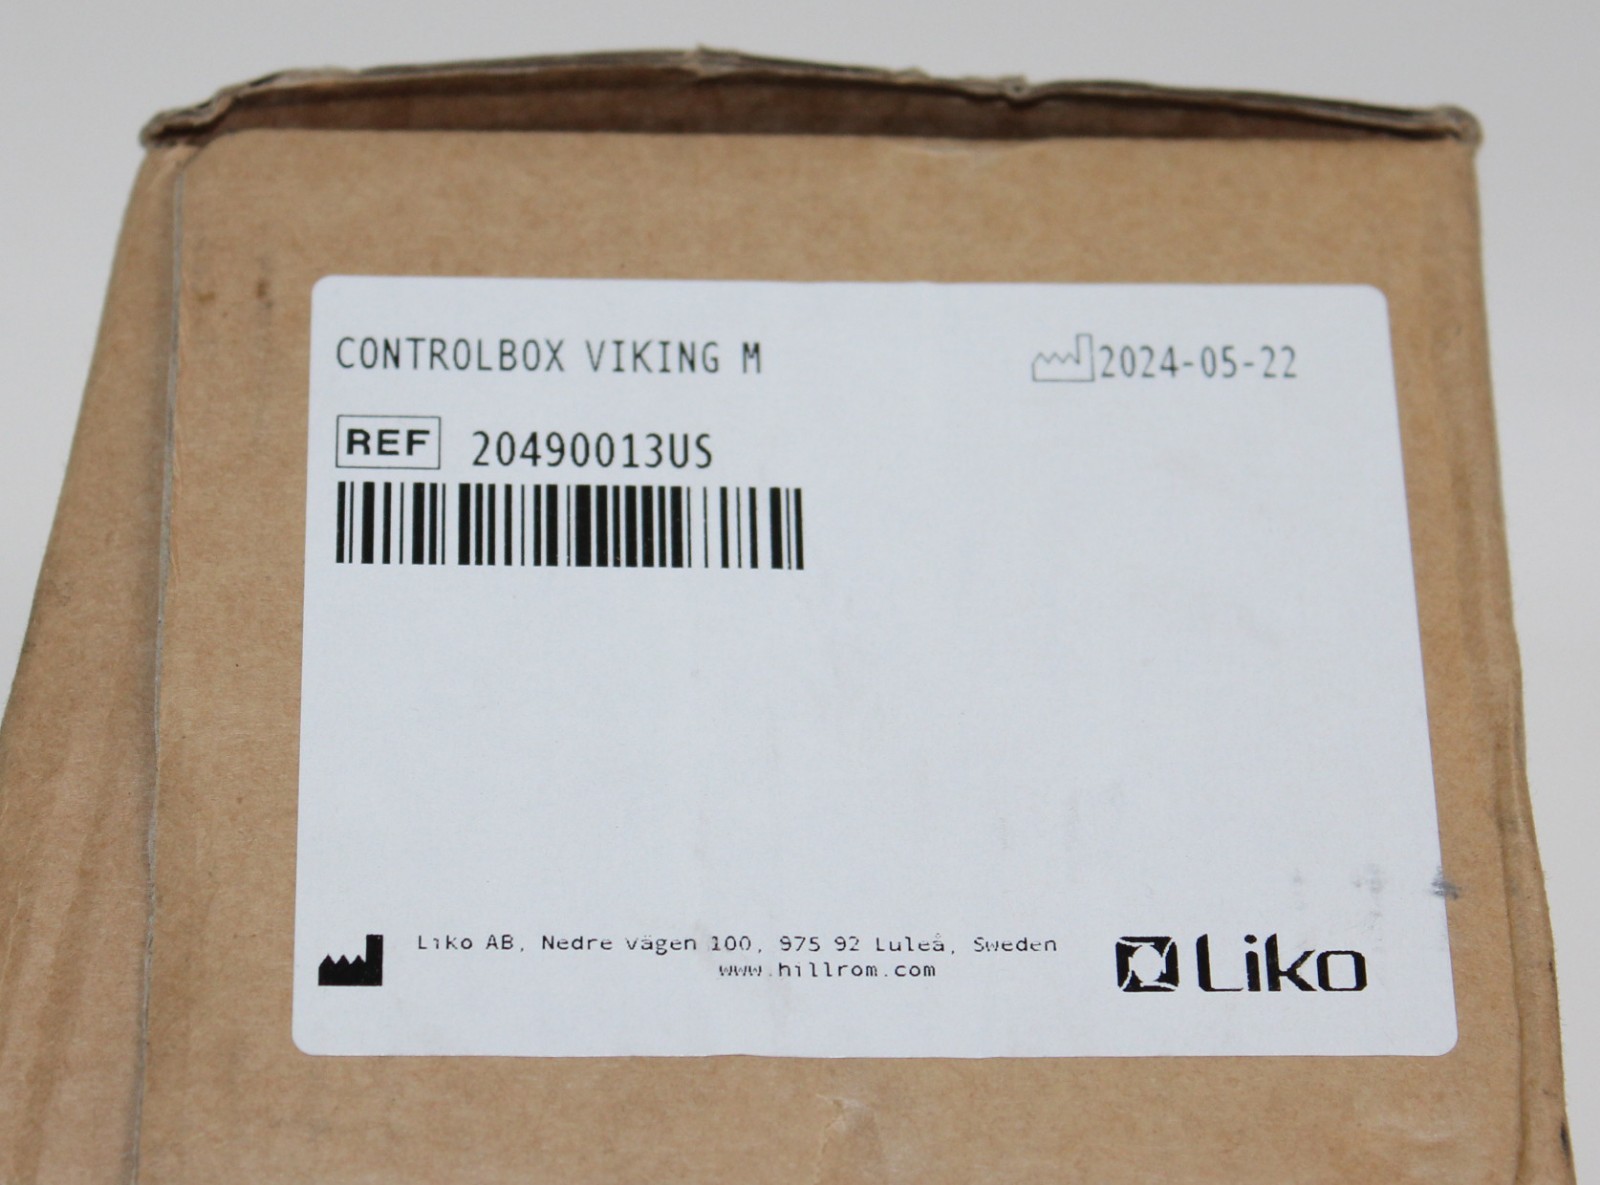 CONTROLBOX VIKING M
2024-05-22
REF 20490013US
Liko AB, Nedre vägen 100, 975 92 Luleå, Sweden
www.hillrom.com
Liko